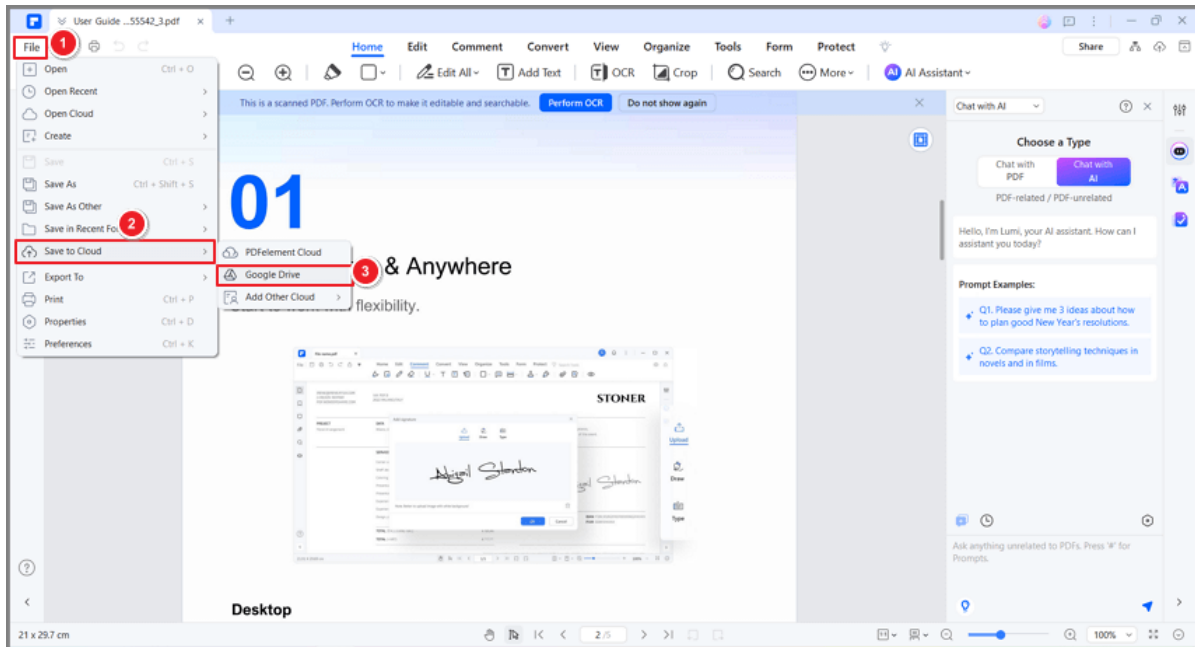 User Guide ...55542_3.pdf
File
1
Home Edit Comment Convert View Organize Tools Form Protect
Share
Edit All
Add Text
OCR
Crop
Search
More
AI AI Assistant
This is a scanned PDF. Perform OCR to make it editable and searchable. Perform OCR Do not show again
Open Ctrl + O
Open Recent
Open Cloud
Create
Save Ctrl + S
Save As Ctrl + Shift + S
Save As Other
Save in Recent
2
Save to Cloud
Export To
Print Ctrl + P
Properties Ctrl + D
Preferences Ctrl + K
PDFelement Cloud
Google Drive
3
Add Other Cloud
01
& Anywhere
flexibility.
STONER
Upload
Draw
Type
Desktop
Chat with AI
Choose a Type
Chat with
PDF
Chat with
AI
PDF-related / PDF-unrelated
Hello, I'm Lumi, your AI assistant. How can I
assistant you today?
Prompt Examples:
Q1. Please give me 3 ideas about how
to plan good New Year's resolutions.
Q2. Compare storytelling techniques in
novels and in films.
Ask anything unrelated to PDFs. Press '#' for
Prompts.
21 x 29.7 cm
2/5
100%